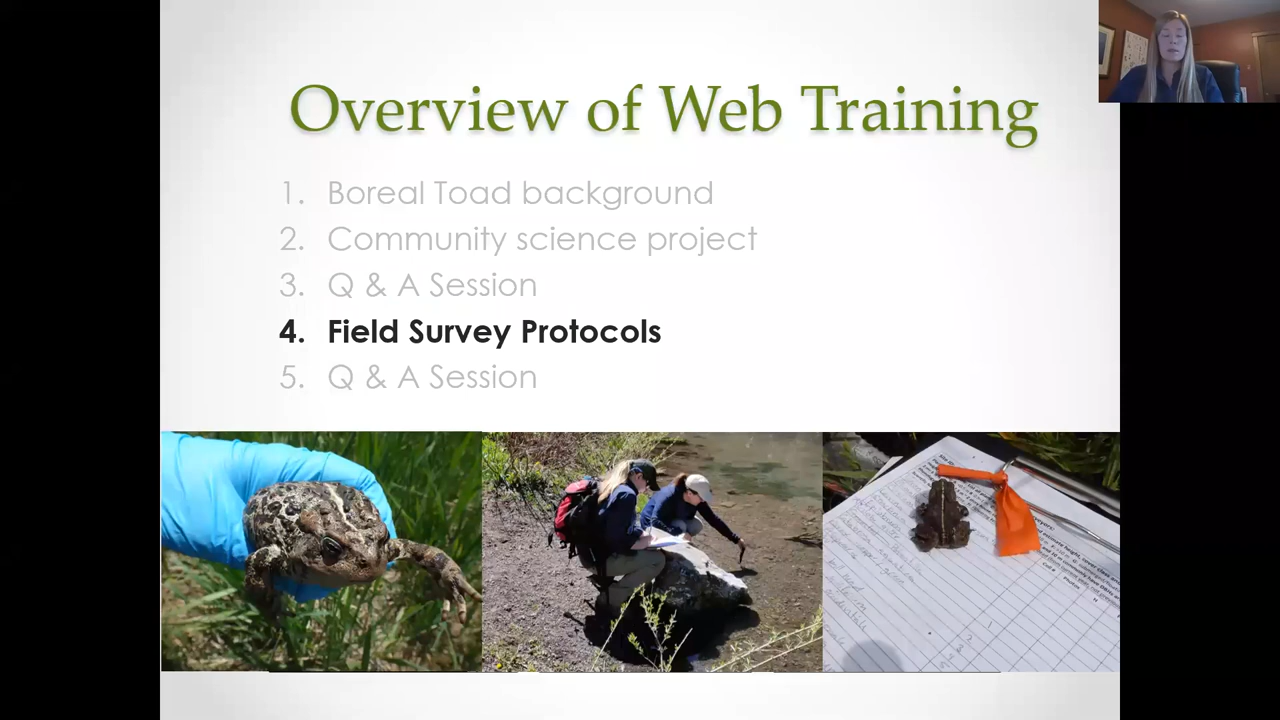 Overview of Web Training
1. Boreal Toad background
2. Community science project
3. Q & A Session
4. Field Survey Protocols
5. Q & A Session